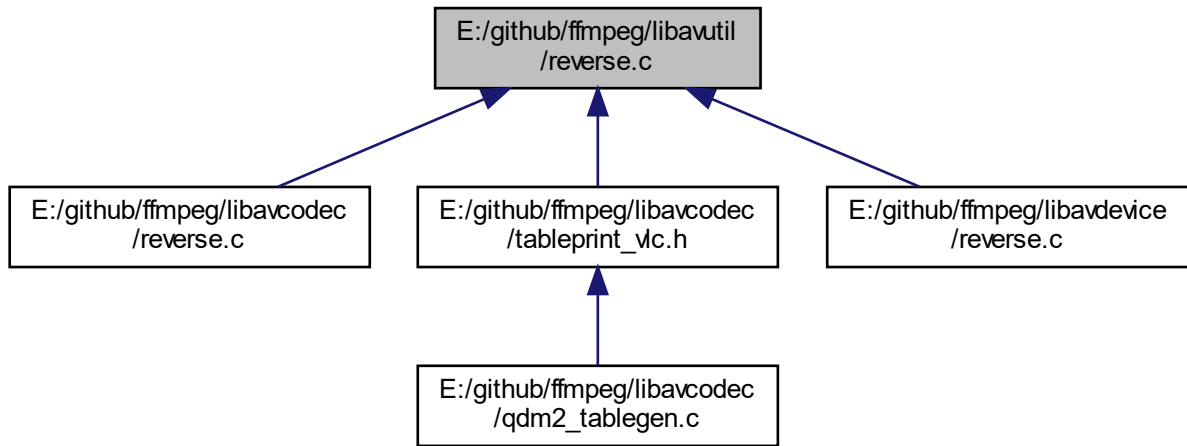 E:/github/ffmpeg/libavutil
/reverse.c
E:/github/ffmpeg/libavcodec
/reverse.c
E:/github/ffmpeg/libavcodec
/tableprint_vlc.h
E:/github/ffmpeg/libavdevice
/reverse.c
E:/github/ffmpeg/libavcodec
/qdm2_tablegen.c